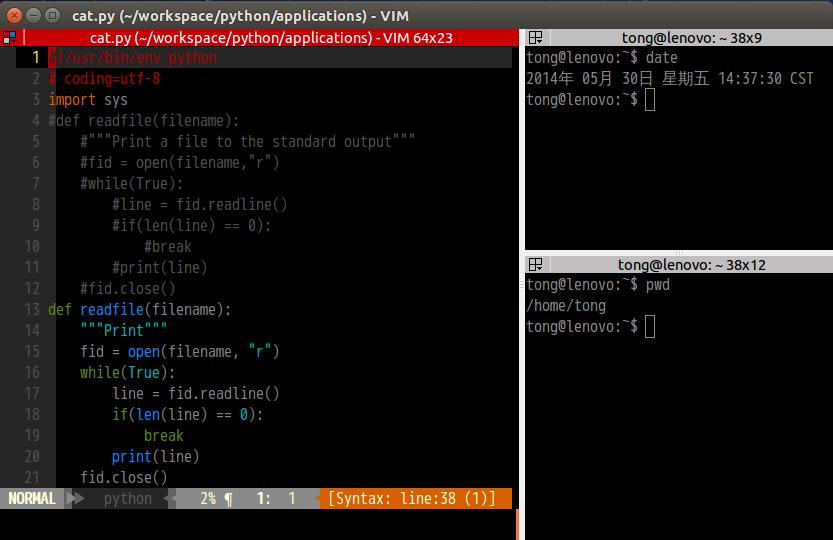 cat.py (~/workspace/python/applications) - VIM
cat.py (~/workspace/python/applications) - VIM 64x23
1 #!/usr/bin/env python
2 # coding=utf-8
3 import sys
4 #def readfile(filename):
5     #"""Print a file to the standard output"""
6     #fid = open(filename,"r")
7     #while(True):
8         #line = fid.readline()
9         #if(len(line) == 0):
10             #break
11         #print(line)
12     #fid.close()
13 def readfile(filename):
14     """Print"""
15     fid = open(filename, "r")
16     while(True):
17         line = fid.readline()
18         if(len(line) == 0):
19             break
20         print(line)
21     fid.close()
NORMAL python 2% ¶ 1: 1 [Syntax: line:38 (1)]
tong@lenovo: ~ 38x9
tong@lenovo:~$ date
2014年 05月 30日 星期五 14:37:30 CST
tong@lenovo:~$
tong@lenovo: ~ 38x12
tong@lenovo:~$ pwd
/home/tong
tong@lenovo:~$